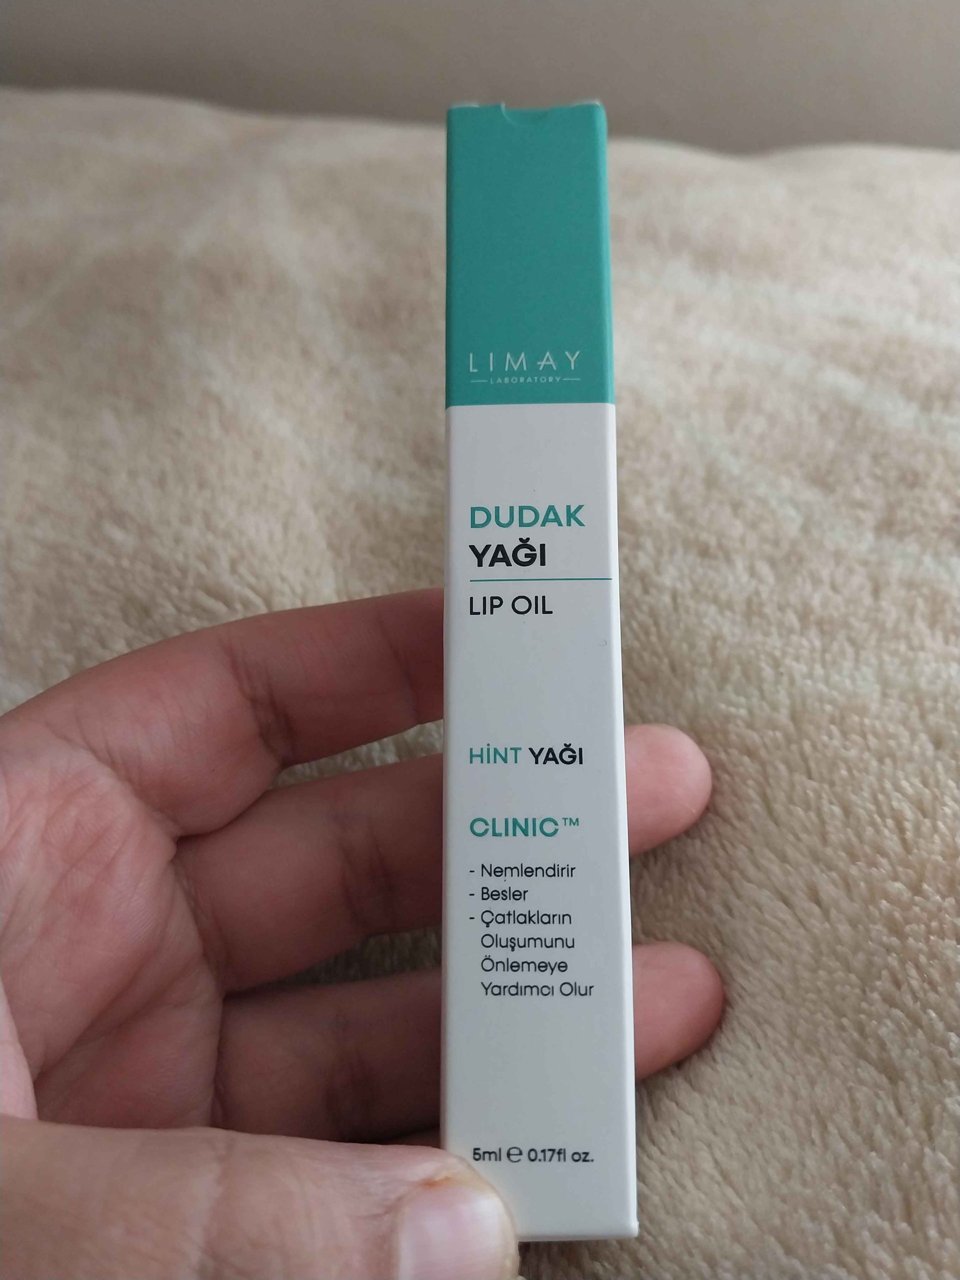 LIMAY
LABORATORY
DUDAK
YAĞI
LIP OIL
HİNT YAĞI
CLINIC™
- Nemlendirir
- Besler
- Çatlakların
Oluşumunu
Önlemeye
Yardımcı Olur
5ml ℮ 0.17fl oz.